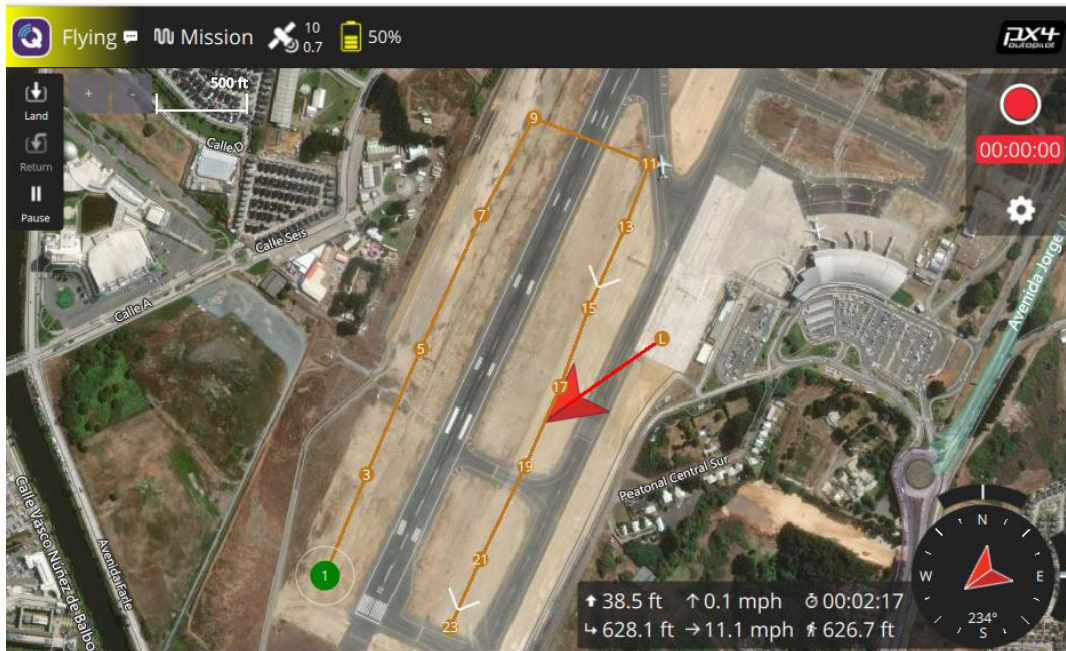 Flying
Mission
10
0.7
50%
px4
autopilot
Land
Return
Pause
+
-
500 ft
Calle D
Calle Seis
Calle A
9
11
7
13
15
5
L
17
19
3
21
1
23
00:00:00
Avenida Jorge
Peatonal Central Sur
Calle Vasco Núñez de Balbo
Avenida Farle
38.5 ft
0.1 mph
00:02:17
628.1 ft
11.1 mph
626.7 ft
N
W
E
234°
S